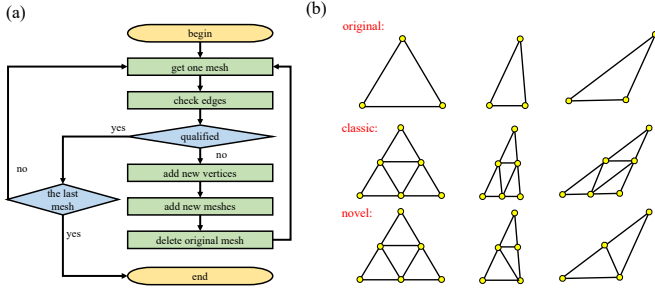 (a)
begin
get one mesh
check edges
yes
qualified
no
no
add new vertices
the last
mesh
add new meshes
yes
delete original mesh
end
(b)
original:
classic:
novel: